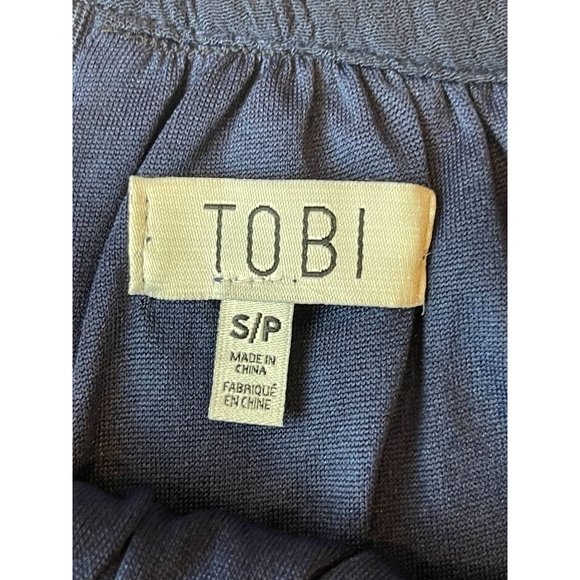 TOBI
S/P
MADE IN
CHINA
FABRIQUÉ
EN CHINE